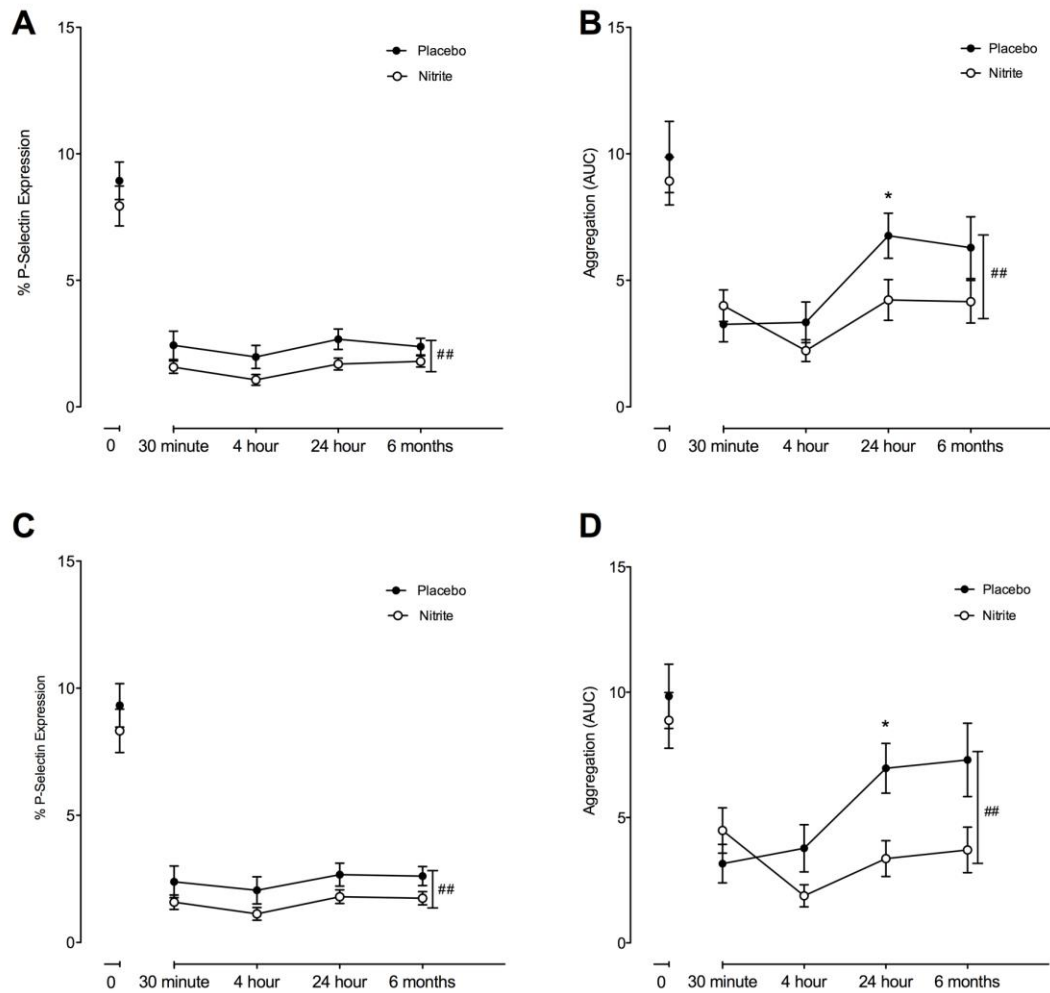 A
15
10
5
0
% P-Selectin Expression
Placebo
Nitrite
##
0 30 minute 4 hour 24 hour 6 months
B
15
10
5
0
Aggregation (AUC)
Placebo
Nitrite
*
##
0 30 minute 4 hour 24 hour 6 months
C
15
10
5
0
% P-Selectin Expression
Placebo
Nitrite
##
0 30 minute 4 hour 24 hour 6 months
D
15
10
5
0
Aggregation (AUC)
Placebo
Nitrite
*
##
0 30 minute 4 hour 24 hour 6 months